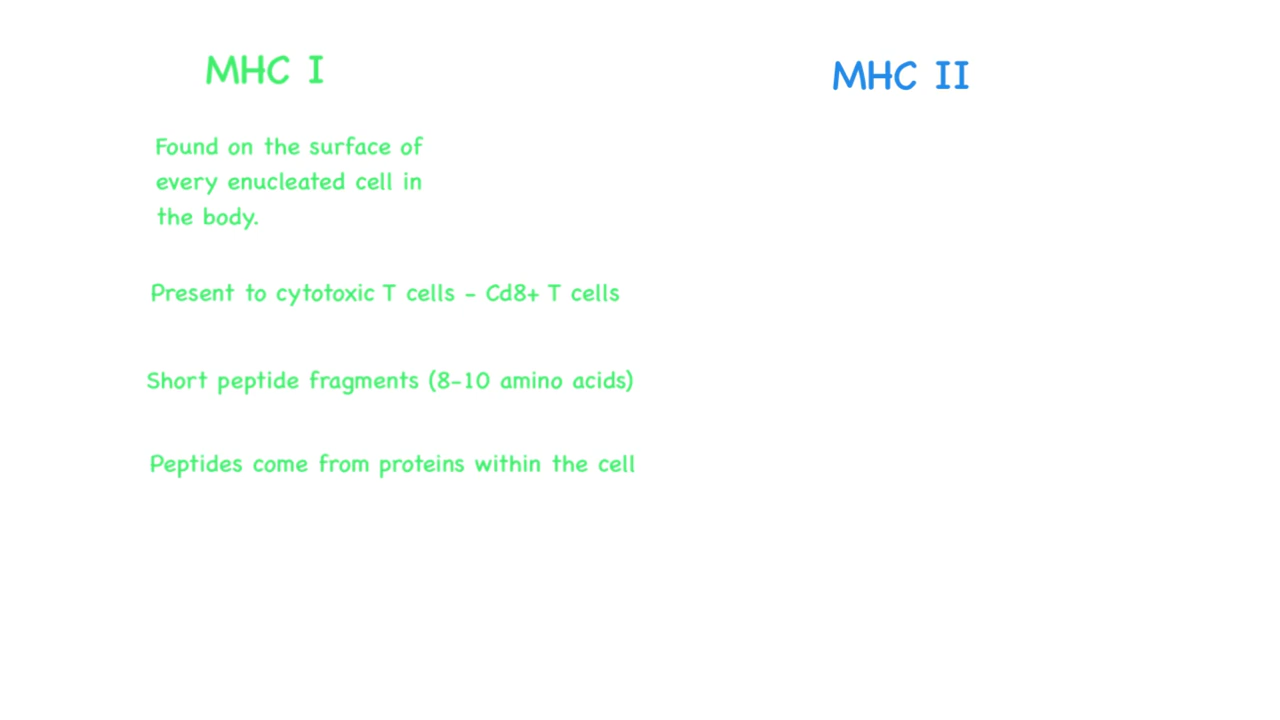 MHC I
MHC II
Found on the surface of
every enucleated cell in
the body.
Present to cytotoxic T cells - Cd8+ T cells
Short peptide fragments (8-10 amino acids)
Peptides come from proteins within the cell